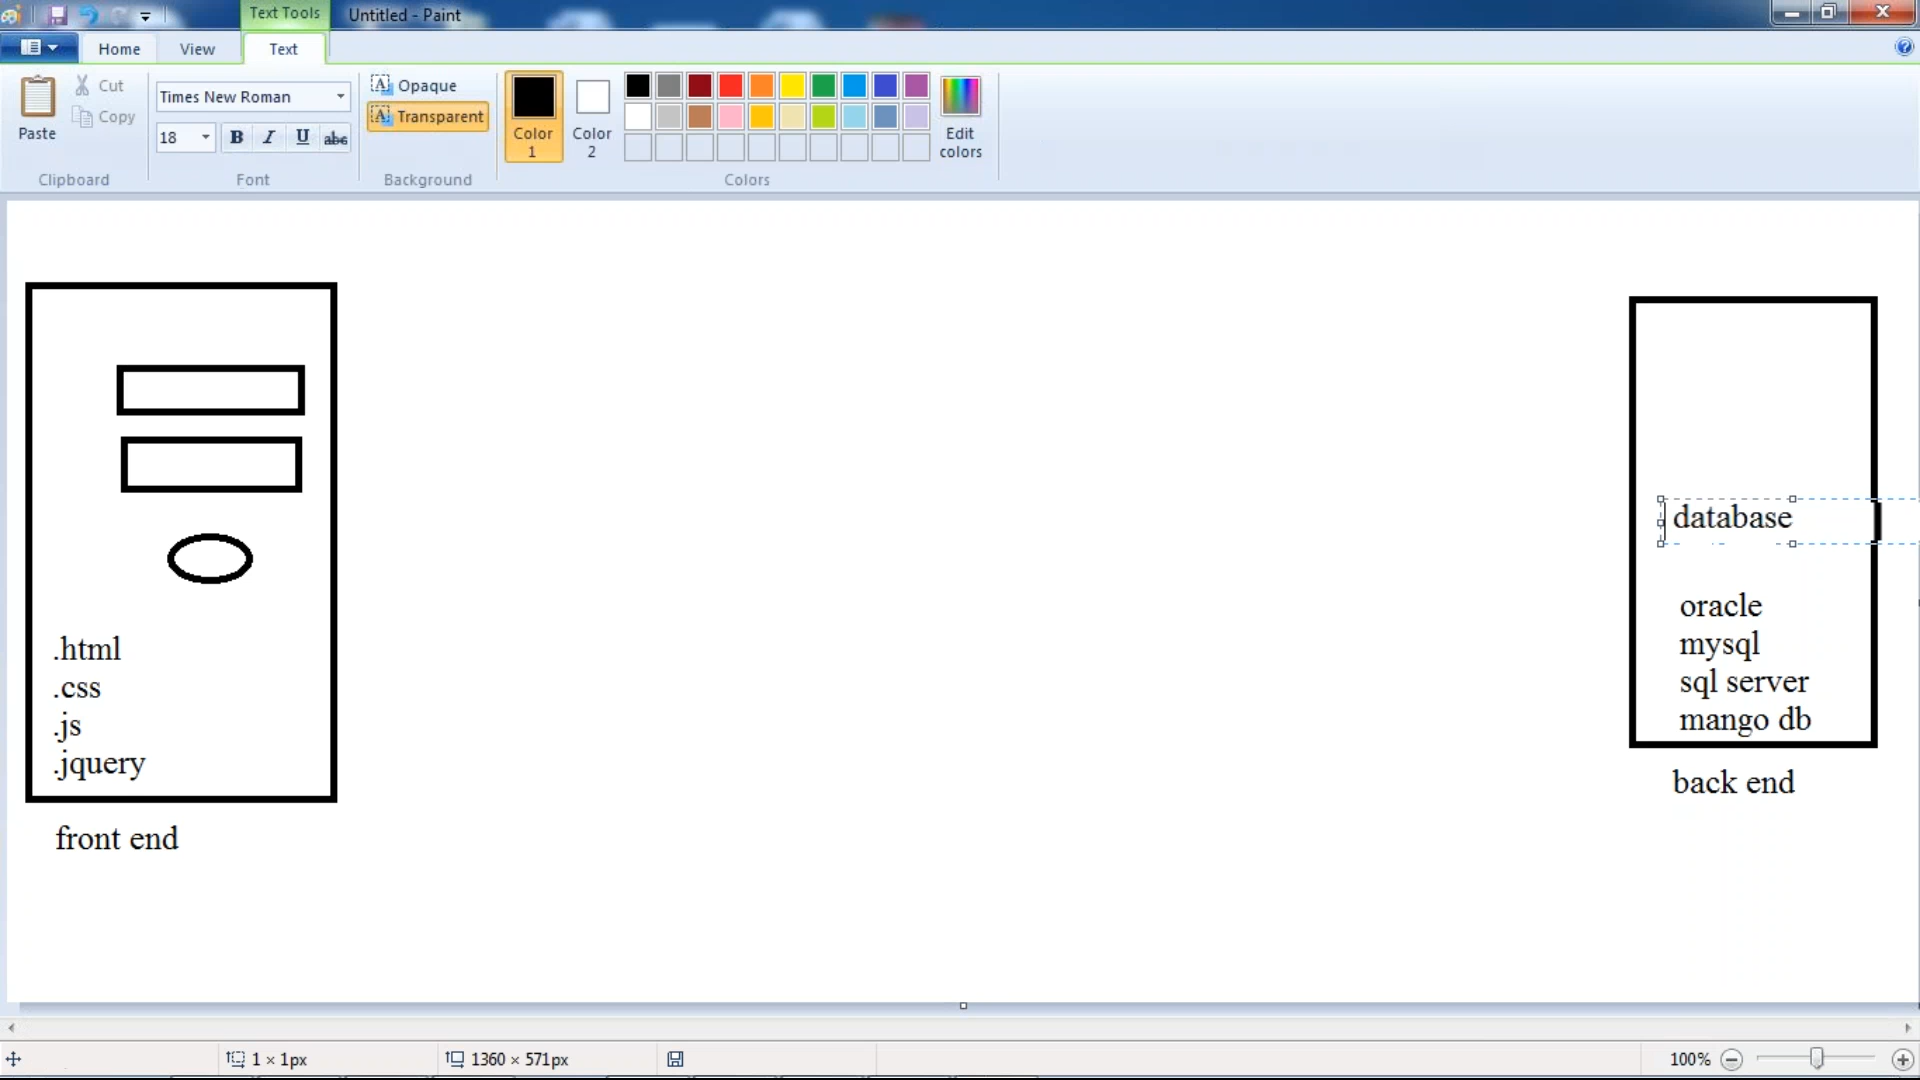 Text Tools
Untitled - Paint
Home
View
Text
Paste
Cut
Copy
Clipboard
Times New Roman
18
B I U abc
Font
Opaque
Transparent
Background
Color 1
Color 2
Edit colors
Colors
.html
.css
.js
.jquery
front end
database
oracle
mysql
sql server
mango db
back end
1 × 1px
1360 × 571px
100%